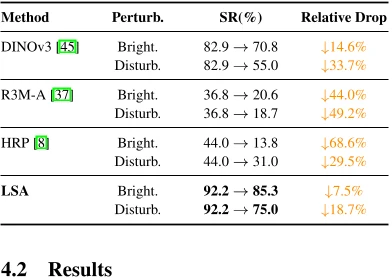 Method Perturb. SR(%) Relative Drop
DINOv3 [45] Bright. 82.9 → 70.8 ↓14.6%
Disturb. 82.9 → 55.0 ↓33.7%
R3M-A [37] Bright. 36.8 → 20.6 ↓44.0%
Disturb. 36.8 → 18.7 ↓49.2%
HRP [8] Bright. 44.0 → 13.8 ↓68.6%
Disturb. 44.0 → 31.0 ↓29.5%
LSA Bright. 92.2 → 85.3 ↓7.5%
Disturb. 92.2 → 75.0 ↓18.7%
4.2 Results